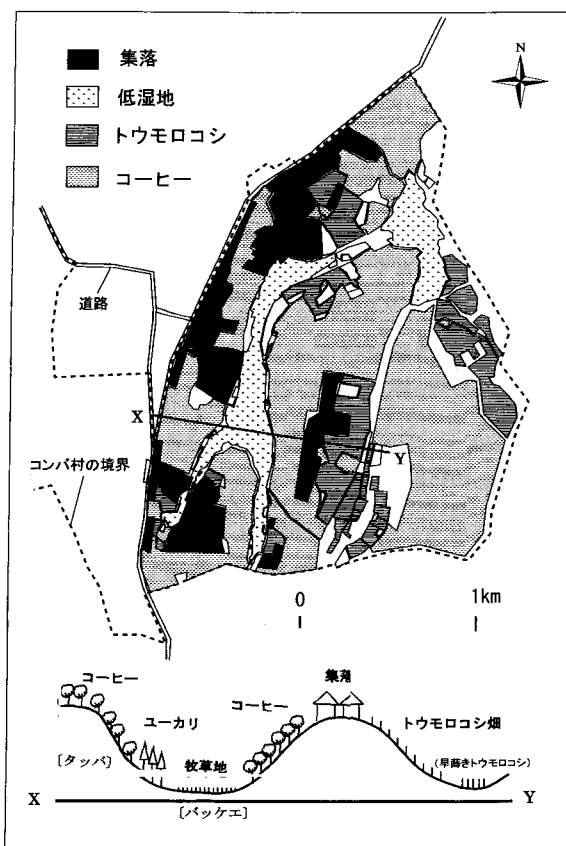 N
集落
低湿地
トウモロコシ
コーヒー
道路
X
Y
コンバ村の境界
0 1km
コーヒー
ユーカリ
コーヒー
集落
トウモロコシ畑
〔タッバ〕
牧草地
(早蒔きトウモロコシ)
X
〔バッケエ〕
Y